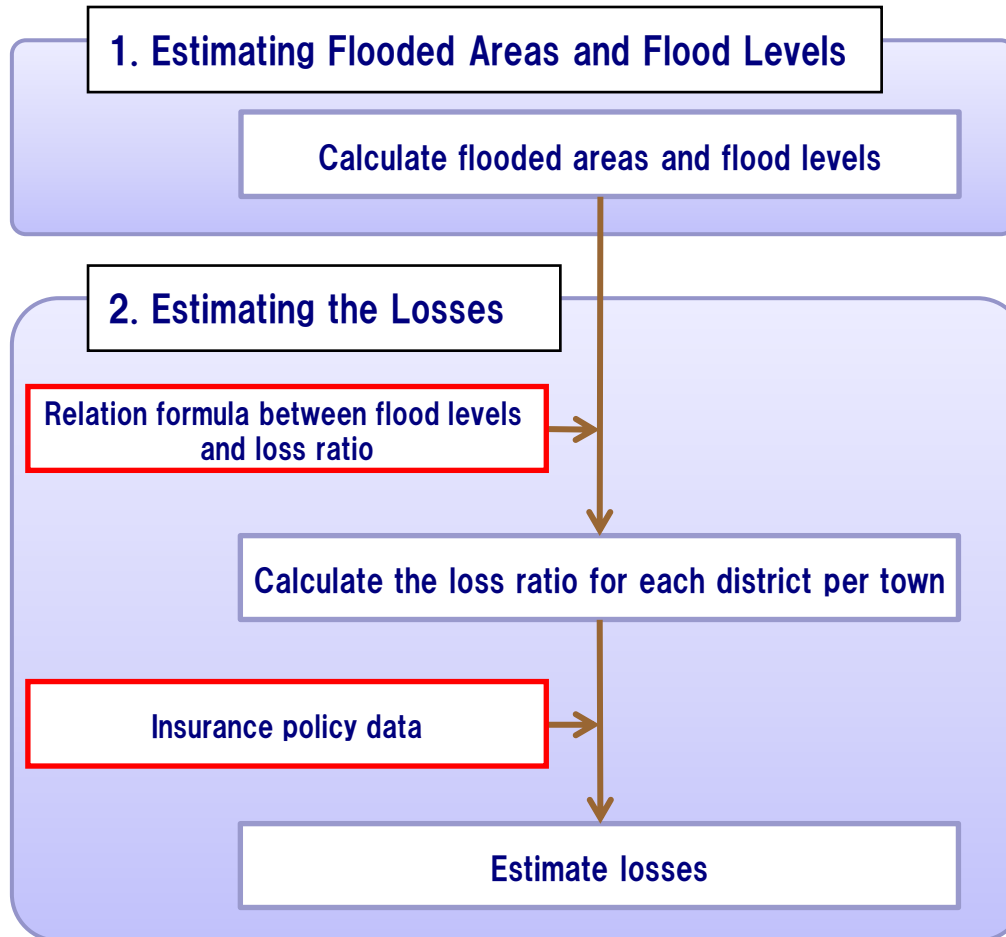 1. Estimating Flooded Areas and Flood Levels
Calculate flooded areas and flood levels
2. Estimating the Losses
Relation formula between flood levels
and loss ratio
Calculate the loss ratio for each district per town
Insurance policy data
Estimate losses